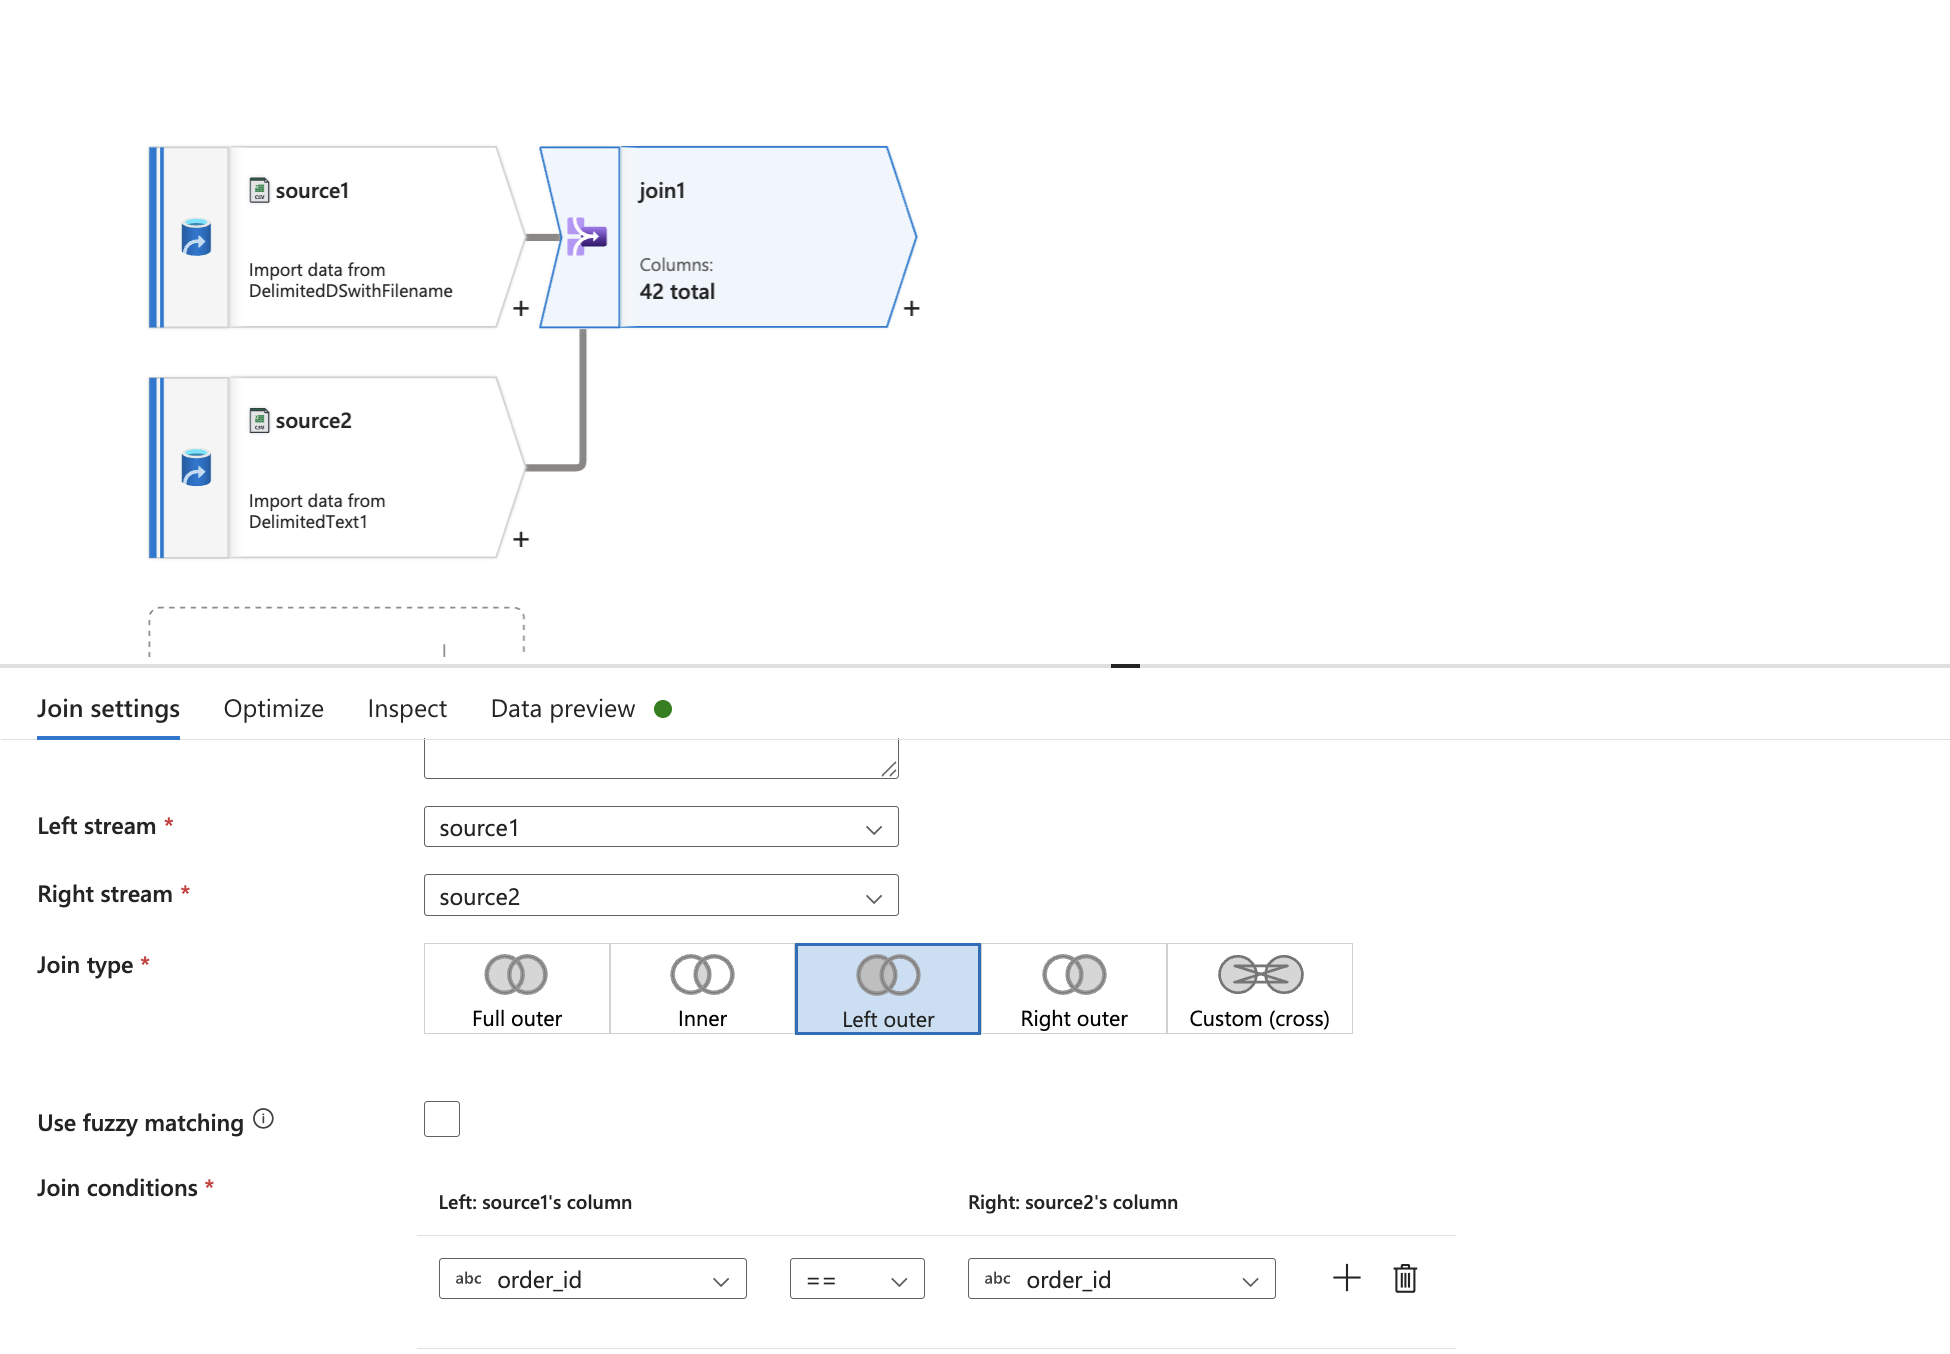 source1
Import data from
DelimitedDSwithFilename
+
join1
Columns:
42 total
+
source2
Import data from
DelimitedText1
+
Join settings
Optimize
Inspect
Data preview
Left stream *
source1
Right stream *
source2
Join type *
Full outer
Inner
Left outer
Right outer
Custom (cross)
Use fuzzy matching
Join conditions *
Left: source1's column
Right: source2's column
abc order_id
==
abc order_id